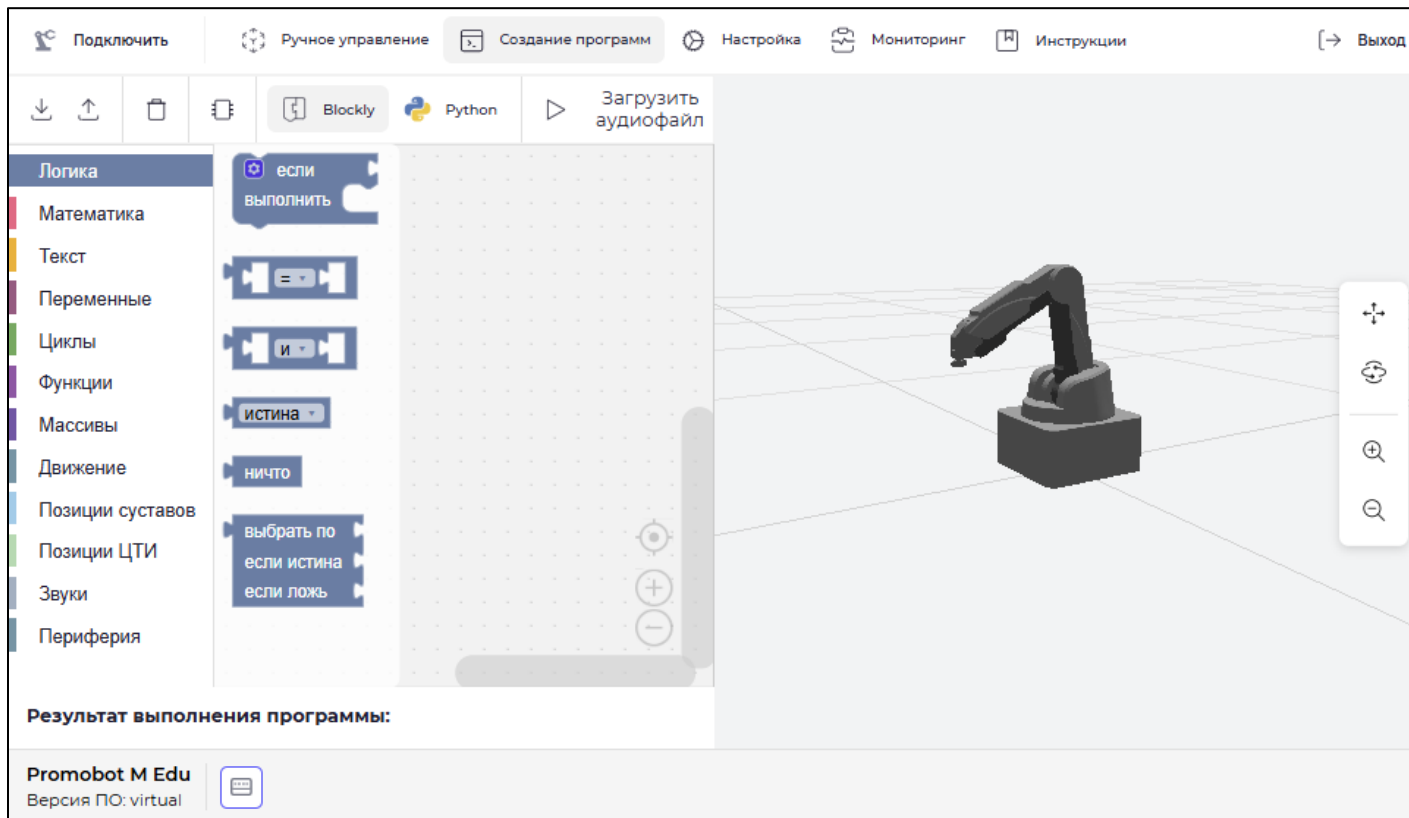 Подключить
Ручное управление
Создание программ
Настройка
Мониторинг
Инструкции
Выход
Blockly
Python
Загрузить
аудиофайл
Логика
Математика
Текст
Переменные
Циклы
Функции
Массивы
Движение
Позиции суставов
Позиции ЦТИ
Звуки
Периферия
если
выполнить
=
и
истина
ничто
выбрать по
если истина
если ложь
Результат выполнения программы:
Promobot M Edu
Версия ПО: virtual